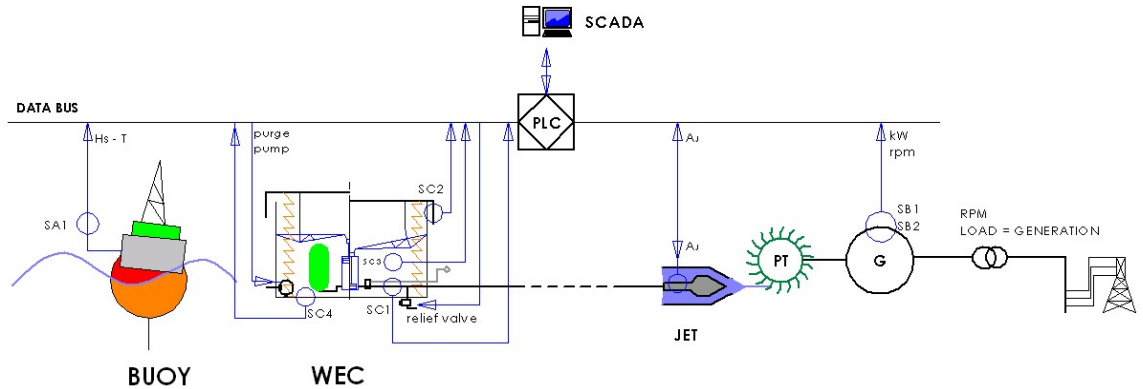 SCADA
DATA BUS
PLC
Hs - T
purge
pump
AJ
kW
rpm
SC2
SA1
SB1
SB2
RPM
LOAD = GENERATION
SC3
AJ
PT
G
SC4
SC1
relief valve
JET
BUOY
WEC